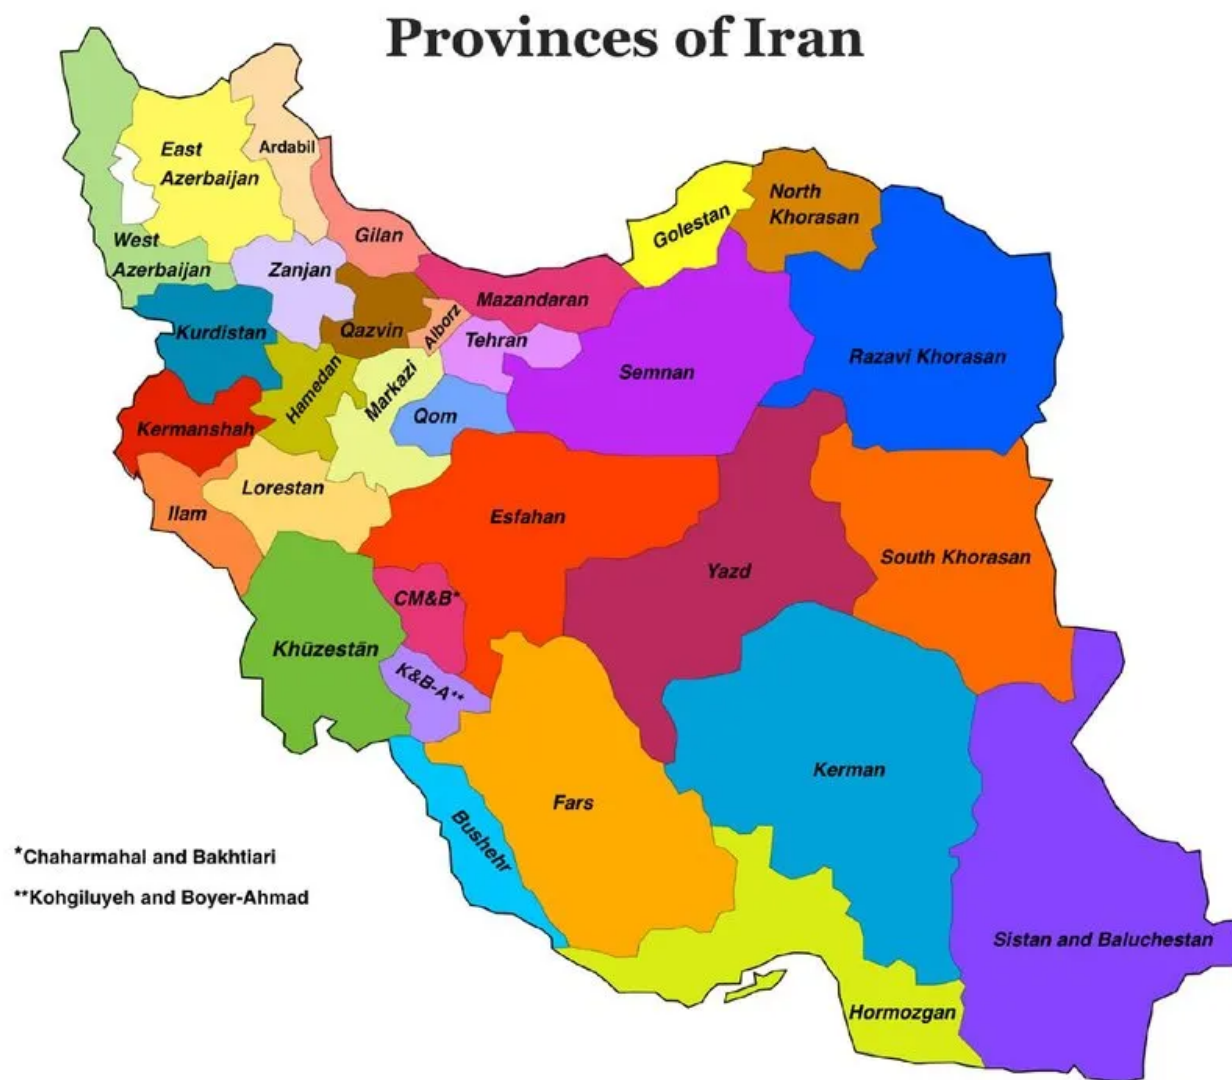 Provinces of Iran
East
Azerbaijan
Ardabil
West
Azerbaijan
Gilan
Zanjan
Golestan
North
Khorasan
Mazandaran
Kurdistan
Qazvin
Alborz
Tehran
Semnan
Razavi Khorasan
Hamedan
Markazi
Qom
Kermanshah
Lorestan
Ilam
Esfahan
Yazd
South Khorasan
CM&B*
Khūzestān
K&B-A**
Kerman
Fars
Bushehr
*Chaharmahal and Bakhtiari
**Kohgiluyeh and Boyer-Ahmad
Sistan and Baluchestan
Hormozgan